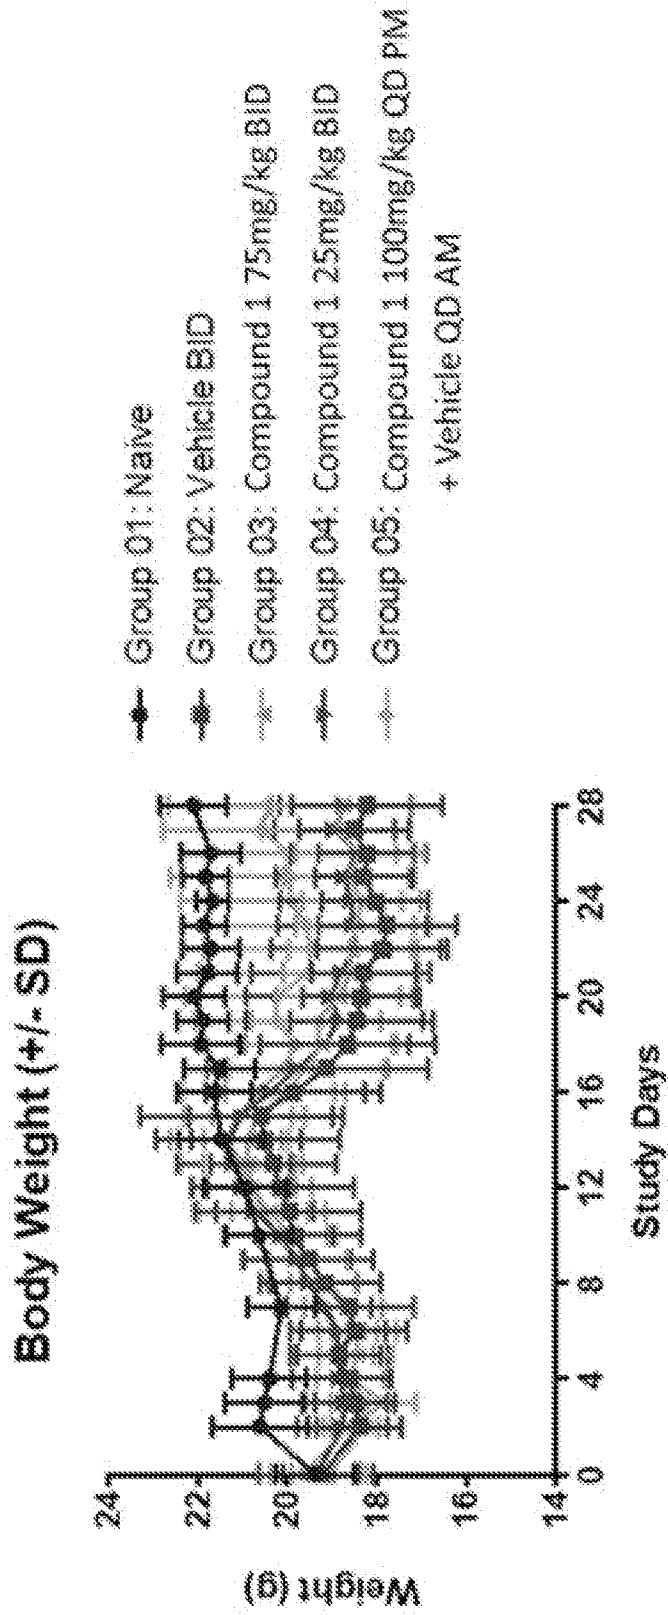 Body Weight (+/- SD)
24
22
20
18
16
14
Weight (g)
0
4
8
12
16
20
24
28
Study Days
Group 01: Naive
Group 02: Vehicle BID
Group 03: Compound 1 75mg/kg BID
Group 04: Compound 1 25mg/kg BID
Group 05: Compound 1 100mg/kg QD PM
+ Vehicle QD AM